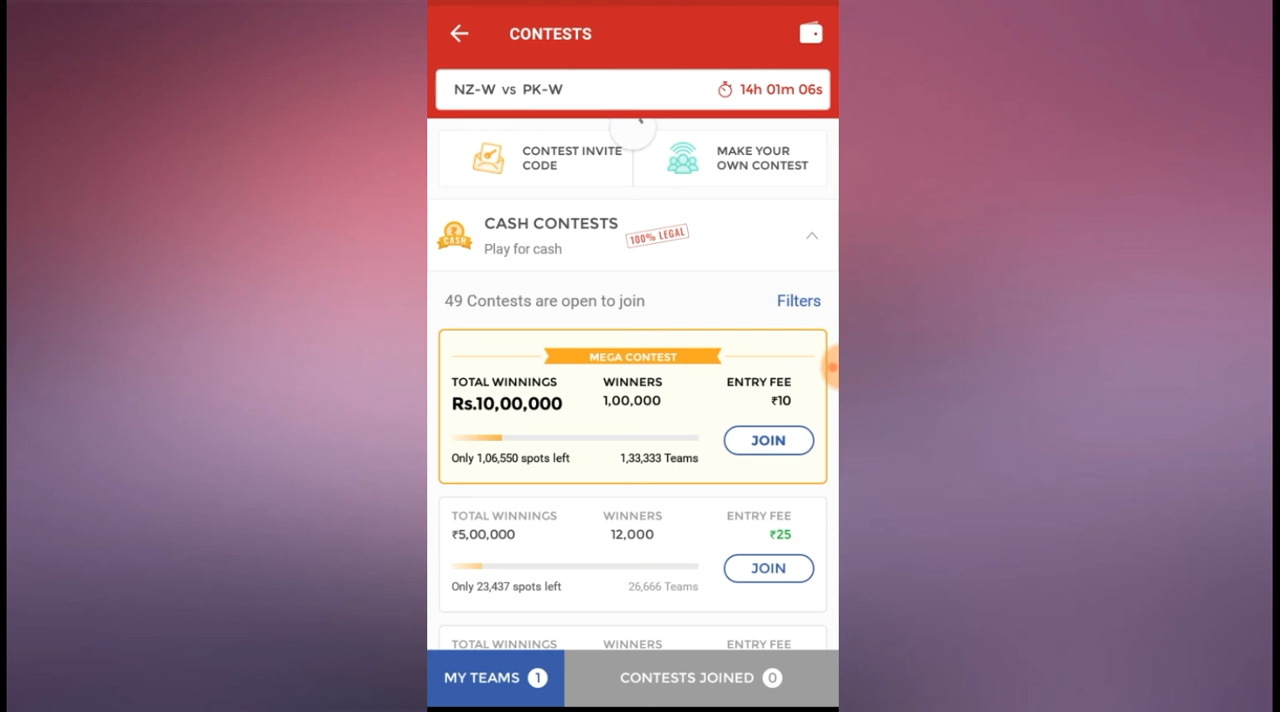 CONTESTS
NZ-W vs PK-W
14h 01m 06s
CONTEST INVITE
CODE
MAKE YOUR
OWN CONTEST
CASH
CASH CONTESTS
100% LEGAL
Play for cash
49 Contests are open to join
Filters
MEGA CONTEST
TOTAL WINNINGS WINNERS ENTRY FEE
Rs.10,00,000 1,00,000 ₹10
JOIN
Only 1,06,550 spots left 1,33,333 Teams
TOTAL WINNINGS WINNERS ENTRY FEE
₹5,00,000 12,000 ₹25
JOIN
Only 23,437 spots left 26,666 Teams
TOTAL WINNINGS WINNERS ENTRY FEE
MY TEAMS 1
CONTESTS JOINED 0